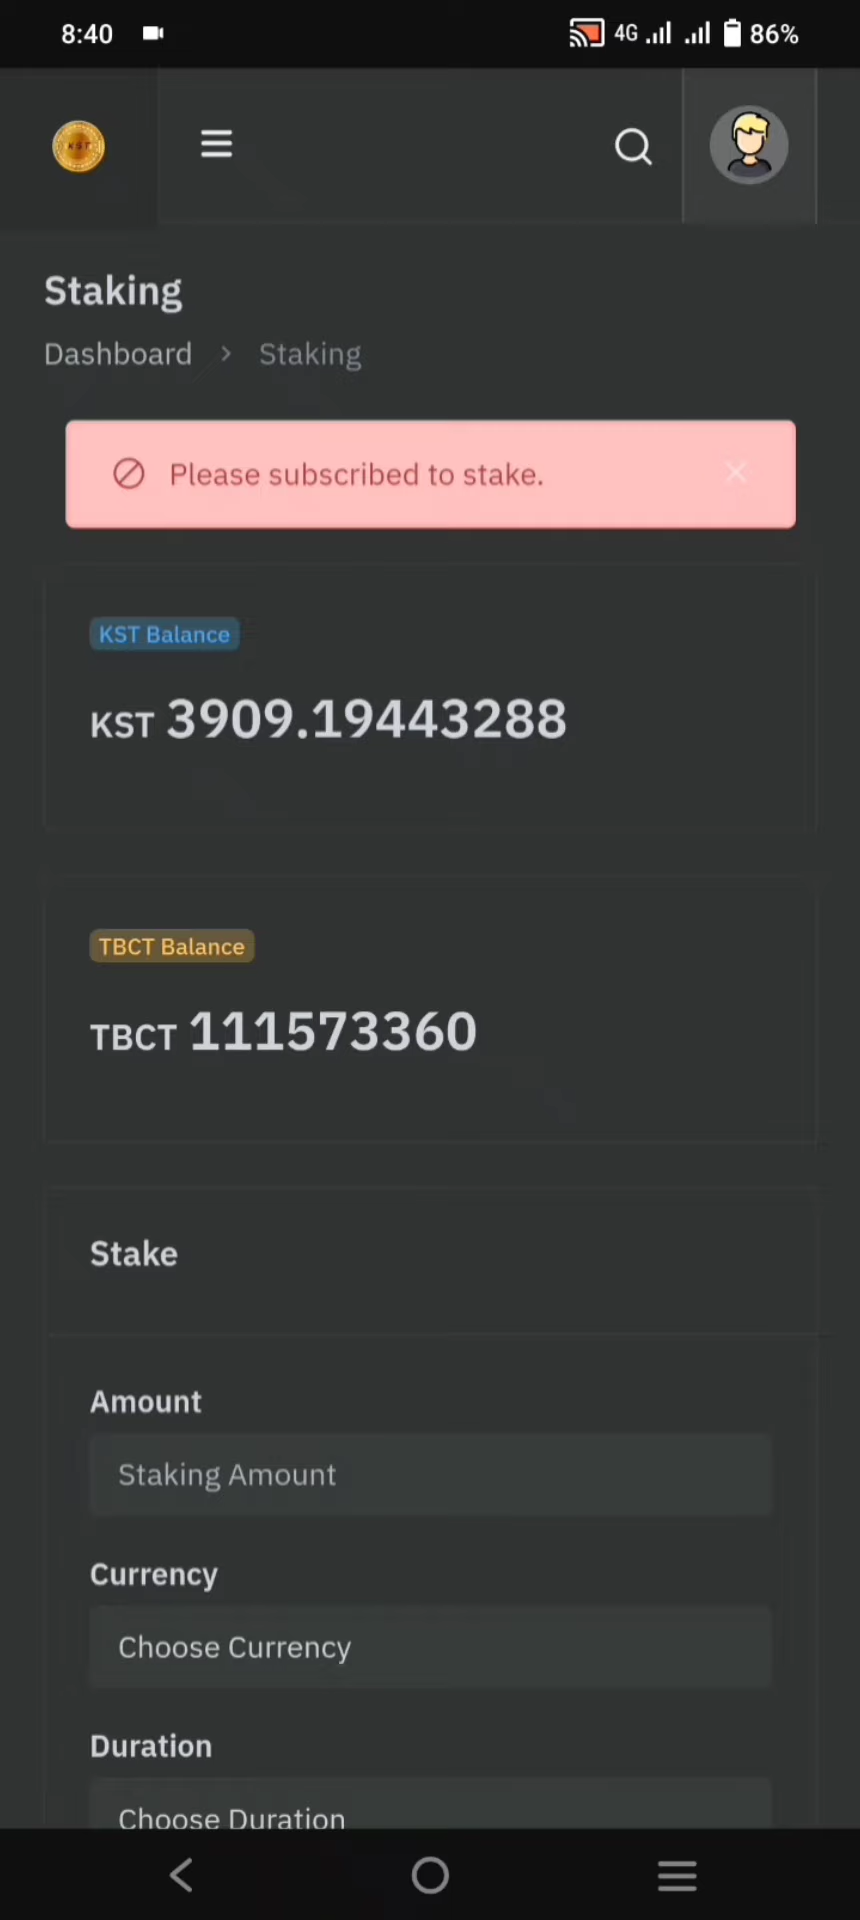 8:40
4G
86%
KST
Staking
Dashboard > Staking
Please subscribed to stake.
KST Balance
KST 3909.19443288
TBCT Balance
TBCT 111573360
Stake
Amount
Staking Amount
Currency
Choose Currency
Duration
Choose Duration